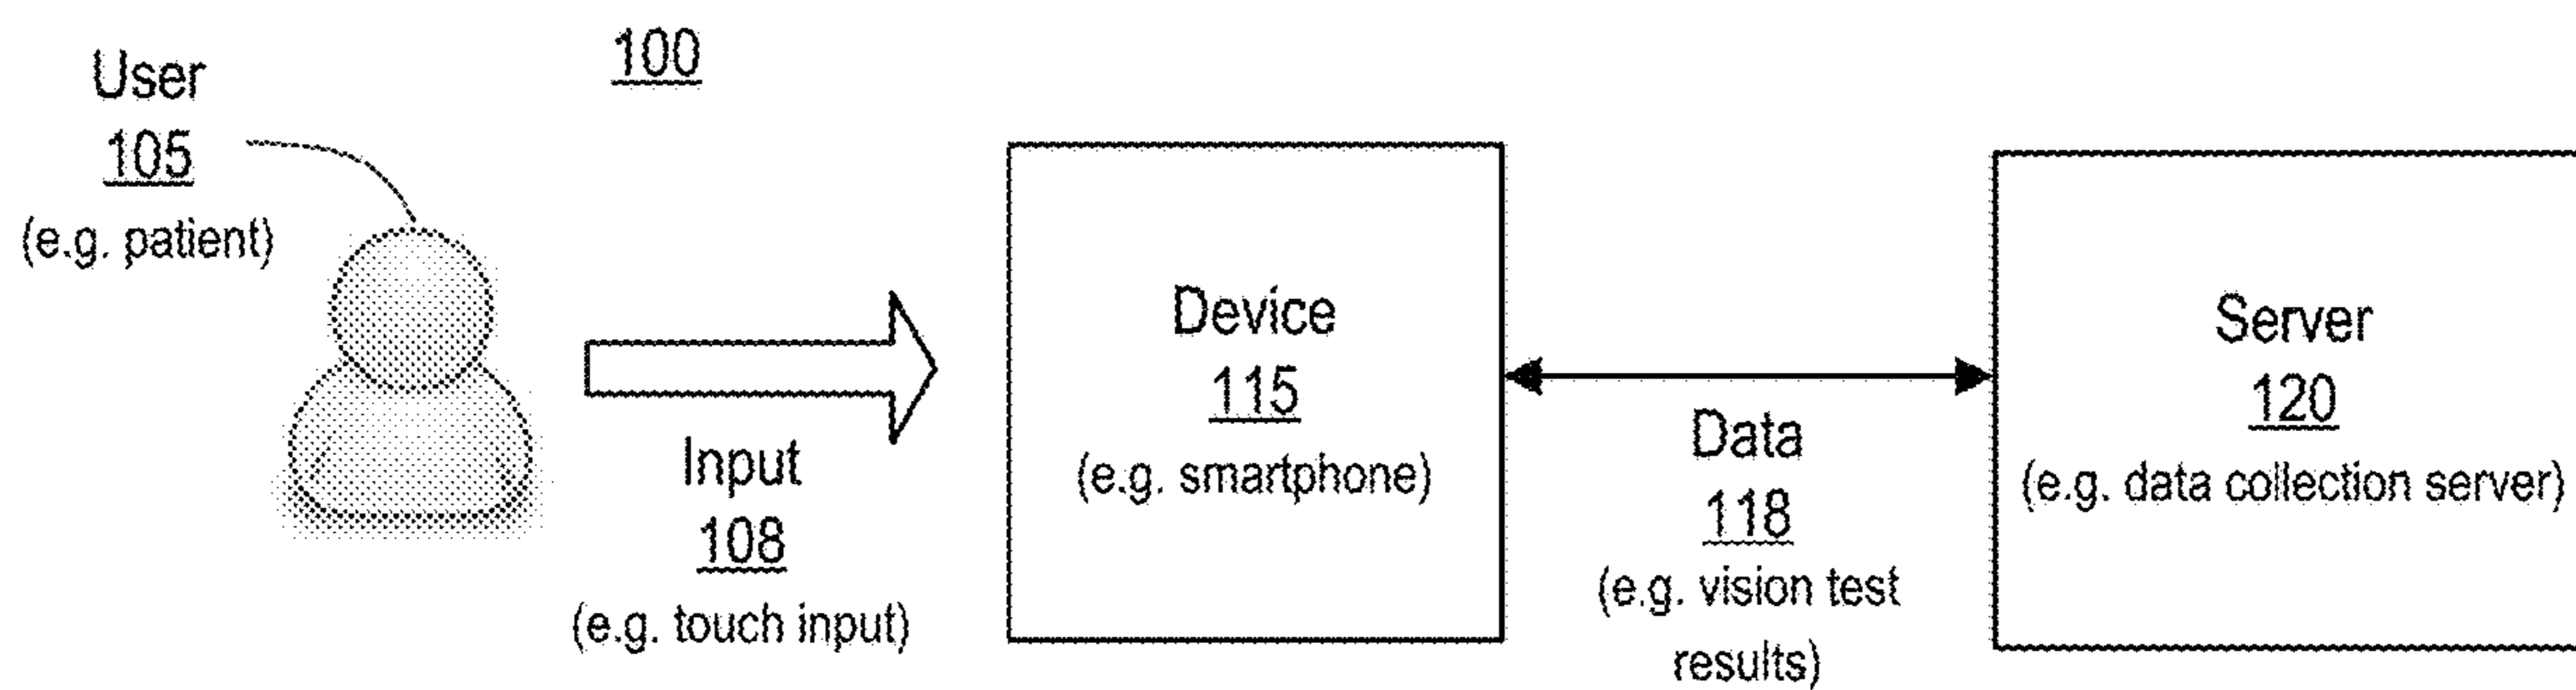 100
User
105
(e.g. patient)
Input
108
(e.g. touch input)
Device
115
(e.g. smartphone)
Data
118
(e.g. vision test
results)
Server
120
(e.g. data collection server)